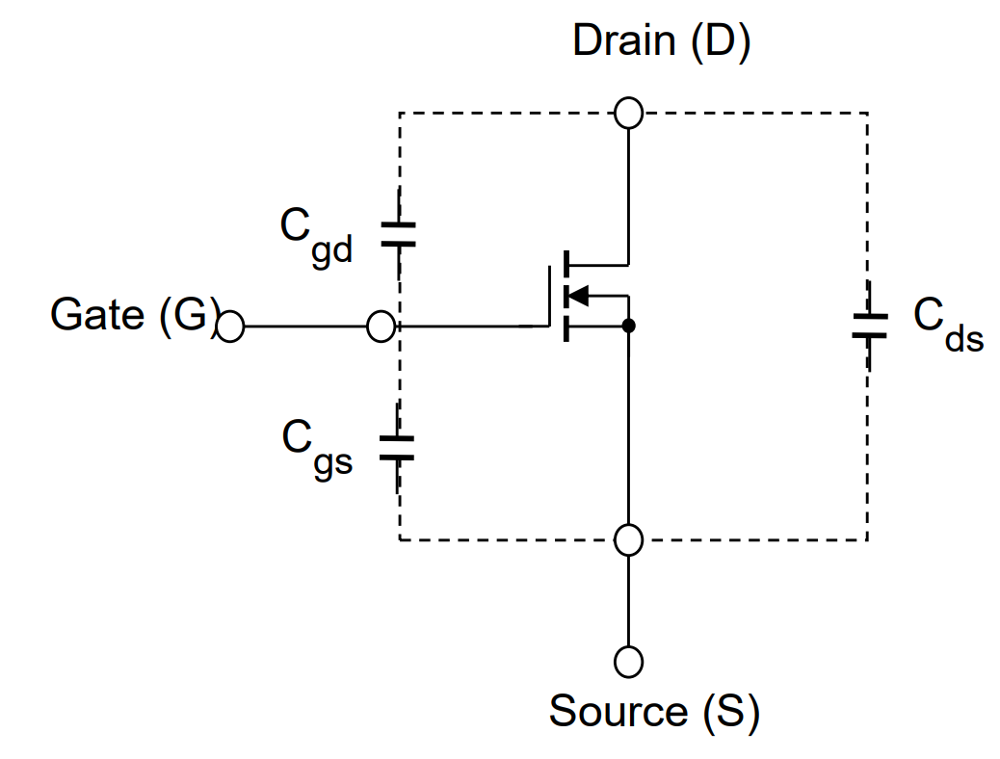 Drain (D)
Cgd
Gate (G)
Cds
Cgs
Source (S)